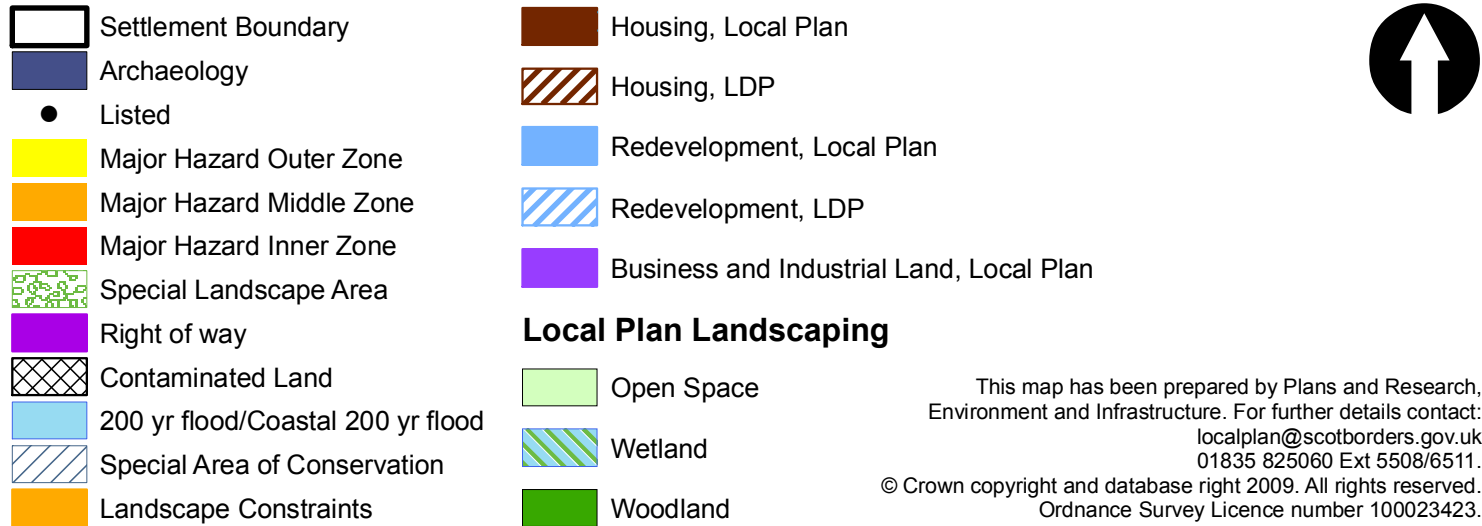 Settlement Boundary
Archaeology
Listed
Major Hazard Outer Zone
Major Hazard Middle Zone
Major Hazard Inner Zone
Special Landscape Area
Right of way
Contaminated Land
200 yr flood/Coastal 200 yr flood
Special Area of Conservation
Landscape Constraints
Housing, Local Plan
Housing, LDP
Redevelopment, Local Plan
Redevelopment, LDP
Business and Industrial Land, Local Plan
Local Plan Landscaping
Open Space
Wetland
Woodland
This map has been prepared by Plans and Research,
Environment and Infrastructure. For further details contact:
localplan@scotborders.gov.uk
01835 825060 Ext 5508/6511.
© Crown copyright and database right 2009. All rights reserved.
Ordnance Survey Licence number 100023423.